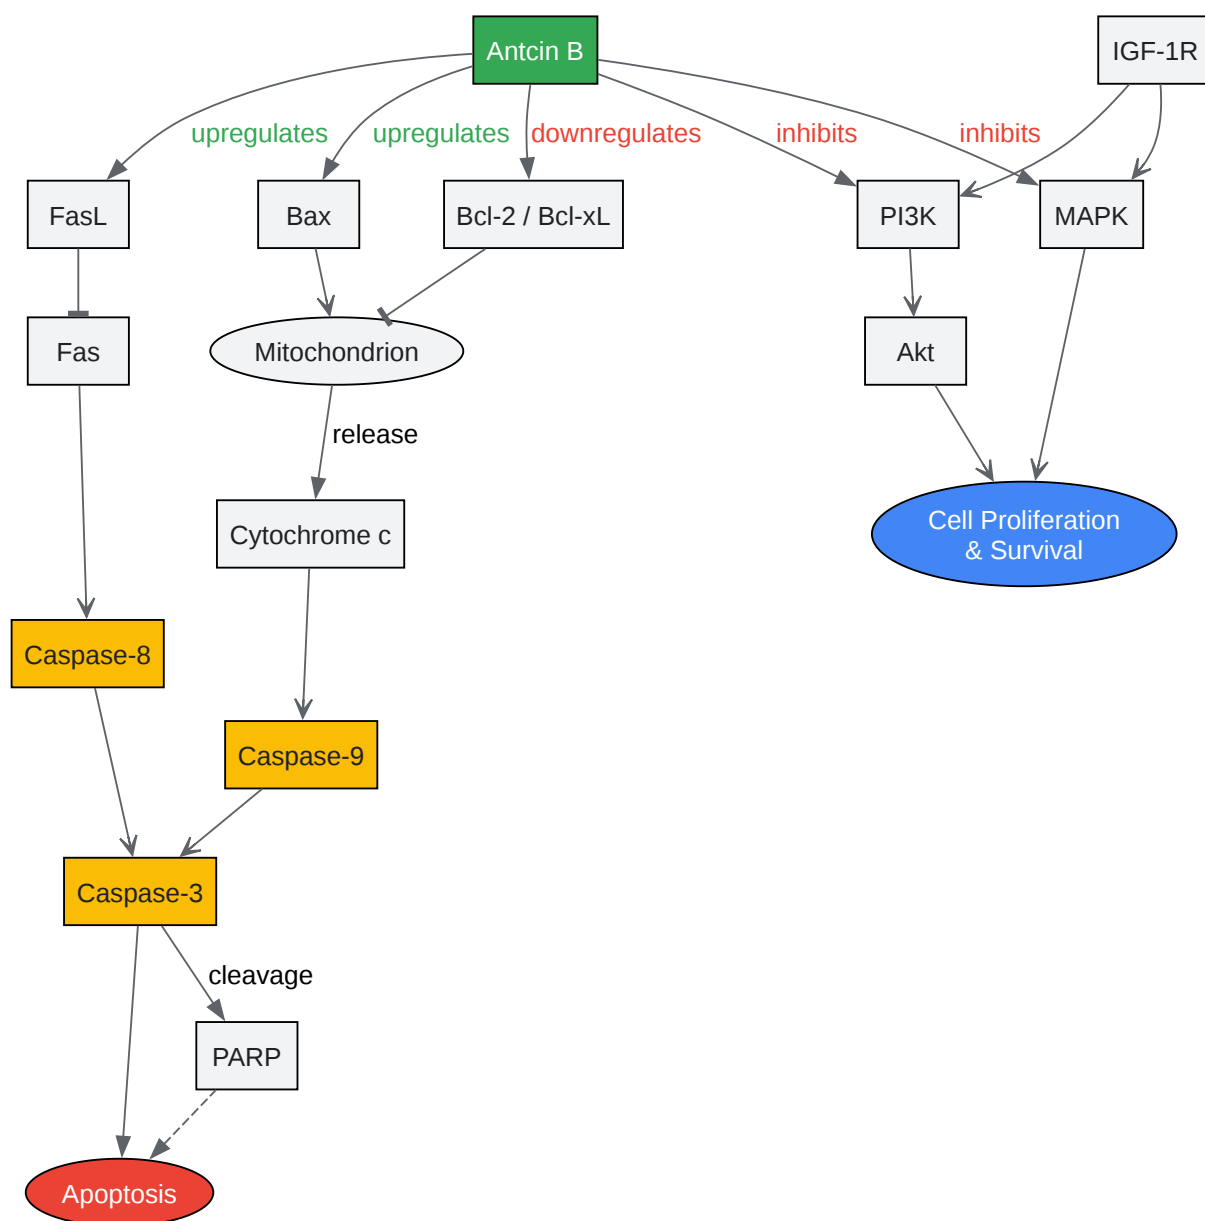 Antcin B
IGF-1R
upregulates
upregulates
downregulates
inhibits
inhibits
FasL
Bax
Bcl-2 / Bcl-xL
PI3K
MAPK
Fas
Mitochondrion
Akt
release
Cytochrome c
Cell Proliferation
& Survival
Caspase-8
Caspase-9
Caspase-3
cleavage
PARP
Apoptosis